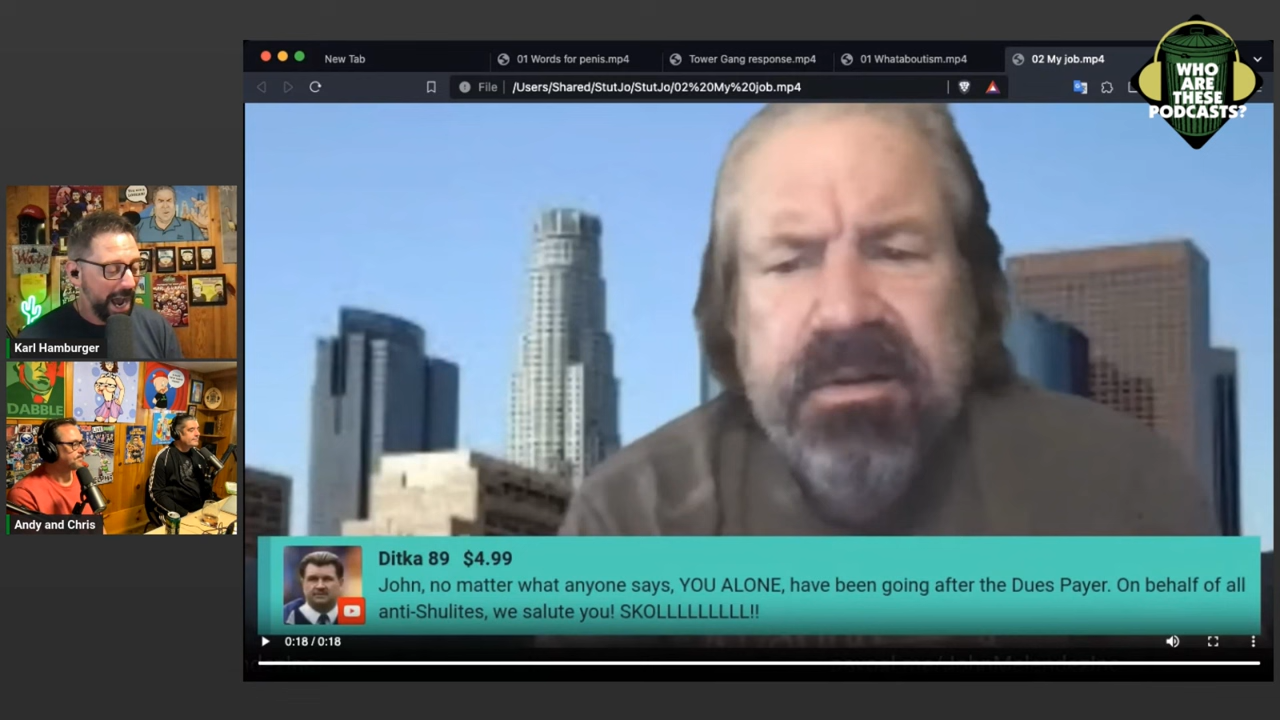 New Tab
01 Words for penis.mp4
Tower Gang response.mp4
01 Whataboutism.mp4
02 My job.mp4
File
/Users/Shared/StutJo/StutJo/02%20My%20job.mp4
WHO
ARE
THESE
PODCASTS?
Karl Hamburger
DABBLE
Andy and Chris
Ditka 89 $4.99
John, no matter what anyone says, YOU ALONE, have been going after the Dues Payer. On behalf of all
anti-Shulites, we salute you! SKOLLLLLLLLL!!
0:18 / 0:18